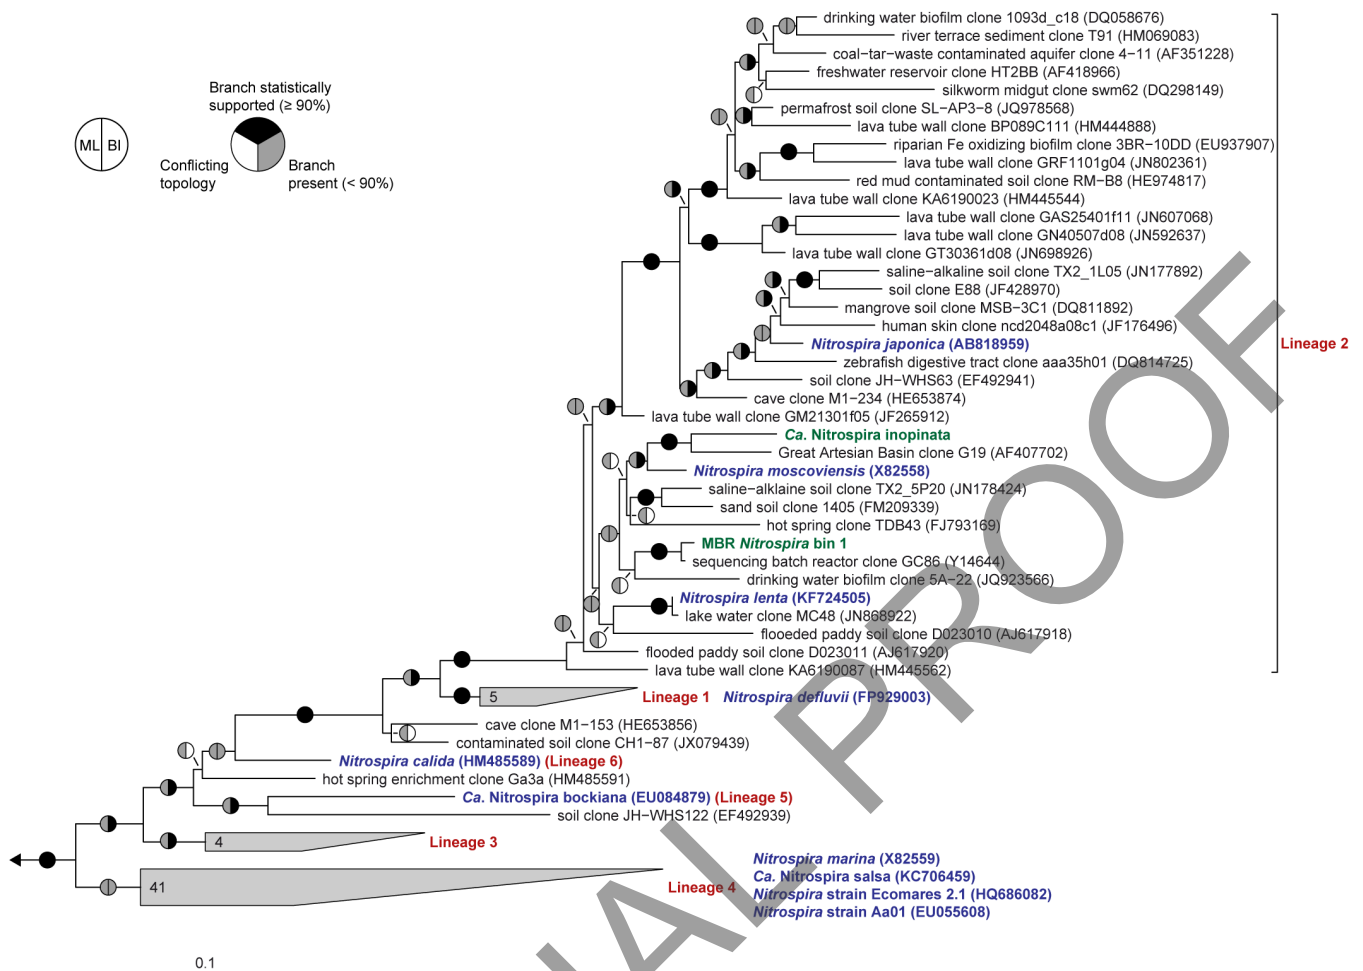 Branch statistically
supported (≥ 90%)
ML BI
Conflicting
topology
Branch
present (< 90%)
drinking water biofilm clone 1093d_c18 (DQ058676)
river terrace sediment clone T91 (HM069083)
coal−tar−waste contaminated aquifer clone 4−11 (AF351228)
freshwater reservoir clone HT2BB (AF418966)
silkworm midgut clone swm62 (DQ298149)
permafrost soil clone SL−AP3−8 (JQ978568)
lava tube wall clone BP089C111 (HM444888)
riparian Fe oxidizing biofilm clone 3BR−10DD (EU937907)
lava tube wall clone GRF1101g04 (JN802361)
red mud contaminated soil clone RM−B8 (HE974817)
lava tube wall clone KA6190023 (HM445544)
lava tube wall clone GAS25401f11 (JN607068)
lava tube wall clone GN40507d08 (JN592637)
lava tube wall clone GT30361d08 (JN698926)
saline−alkaline soil clone TX2_1L05 (JN177892)
soil clone E88 (JF428970)
mangrove soil clone MSB−3C1 (DQ811892)
human skin clone ncd2048a08c1 (JF176496)
Nitrospira japonica (AB818959)
Lineage 2
zebrafish digestive tract clone aaa35h01 (DQ814725)
soil clone JH−WHS63 (EF492941)
cave clone M1−234 (HE653874)
lava tube wall clone GM21301f05 (JF265912)
Ca. Nitrospira inopinata
Great Artesian Basin clone G19 (AF407702)
Nitrospira moscoviensis (X82558)
saline−alklaine soil clone TX2_5P20 (JN178424)
sand soil clone 1405 (FM209339)
hot spring clone TDB43 (FJ793169)
MBR Nitrospira bin 1
sequencing batch reactor clone GC86 (Y14644)
drinking water biofilm clone 5A−22 (JQ923566)
Nitrospira lenta (KF724505)
lake water clone MC48 (JN868922)
flooeded paddy soil clone D023010 (AJ617918)
flooded paddy soil clone D023011 (AJ617920)
lava tube wall clone KA6190087 (HM445562)
5 Lineage 1 Nitrospira defluvii (FP929003)
cave clone M1−153 (HE653856)
contaminated soil clone CH1−87 (JX079439)
Nitrospira calida (HM485589) (Lineage 6)
hot spring enrichment clone Ga3a (HM485591)
Ca. Nitrospira bockiana (EU084879) (Lineage 5)
soil clone JH−WHS122 (EF492939)
4 Lineage 3
41 Lineage 4
Nitrospira marina (X82559)
Ca. Nitrospira salsa (KC706459)
Nitrospira strain Ecomares 2.1 (HQ686082)
Nitrospira strain Aa01 (EU055608)
0.1
NAL PROOF